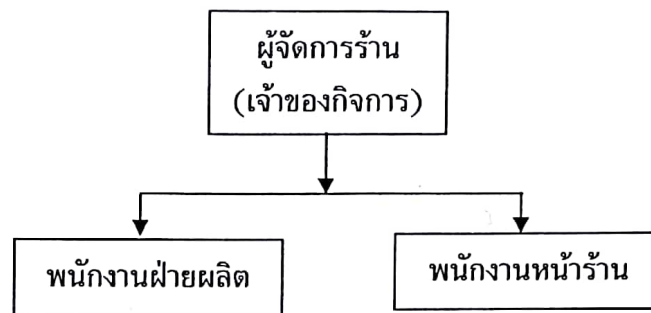 ผู้จัดการร้าน
(เจ้าของกิจการ)
พนักงานฝ่ายผลิต
พนักงานหน้าร้าน